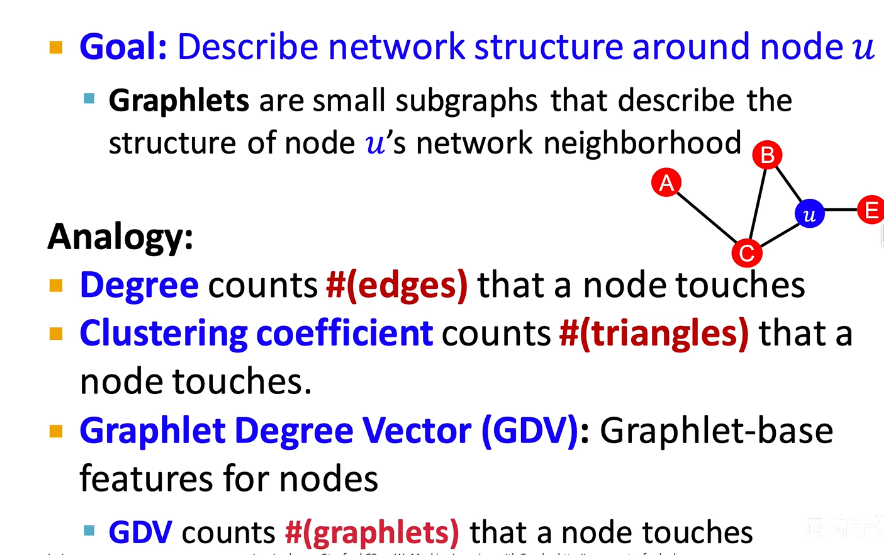 Goal: Describe network structure around node u
Graphlets are small subgraphs that describe the
structure of node u's network neighborhood
B
A
u
E
C
Analogy:
Degree counts #(edges) that a node touches
Clustering coefficient counts #(triangles) that a
node touches.
Graphlet Degree Vector (GDV): Graphlet-base
features for nodes
GDV counts #(graphlets) that a node touches